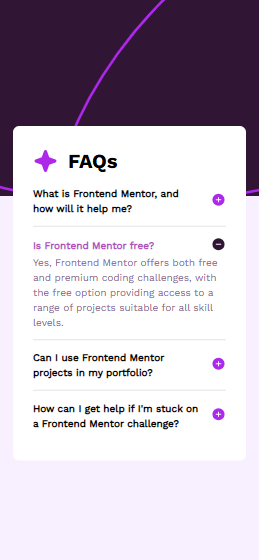 FAQs
What is Frontend Mentor, and
how will it help me?
Is Frontend Mentor free?
Yes, Frontend Mentor offers both free
and premium coding challenges, with
the free option providing access to a
range of projects suitable for all skill
levels.
Can I use Frontend Mentor
projects in my portfolio?
How can I get help if I'm stuck on
a Frontend Mentor challenge?